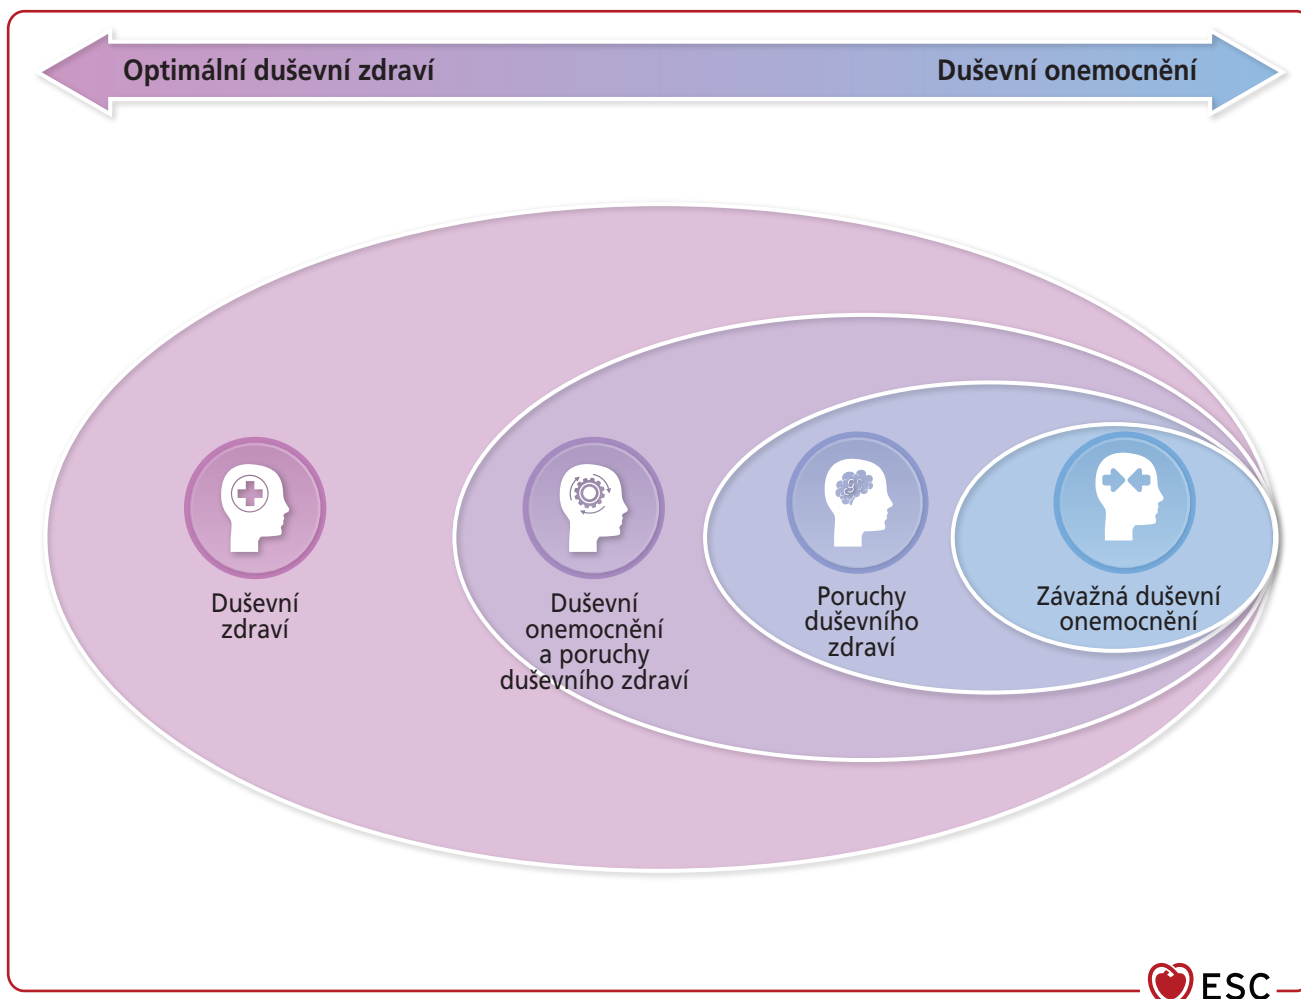 Optimální duševní zdraví
Duševní onemocnění
Duševní
zdraví
Duševní
onemocnění
a poruchy
duševního zdraví
Poruchy
duševního
zdraví
Závažná duševní
onemocnění
ESC